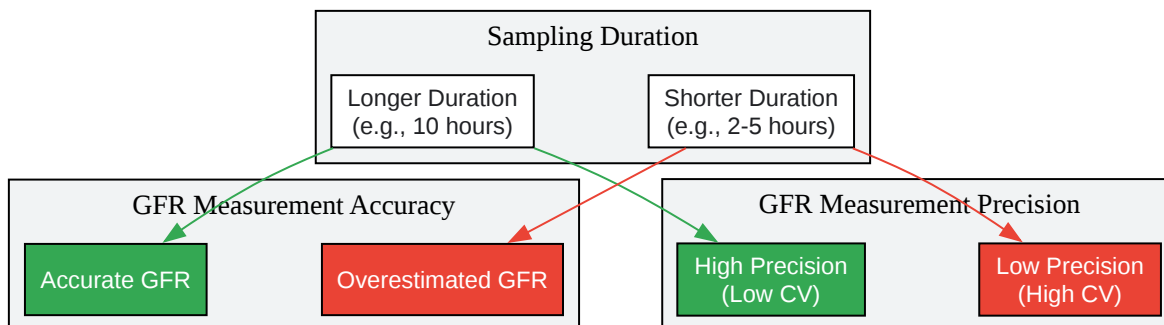 Sampling Duration
Longer Duration
(e.g., 10 hours)
Shorter Duration
(e.g., 2-5 hours)
GFR Measurement Accuracy
Accurate GFR
Overestimated GFR
GFR Measurement Precision
High Precision
(Low CV)
Low Precision
(High CV)